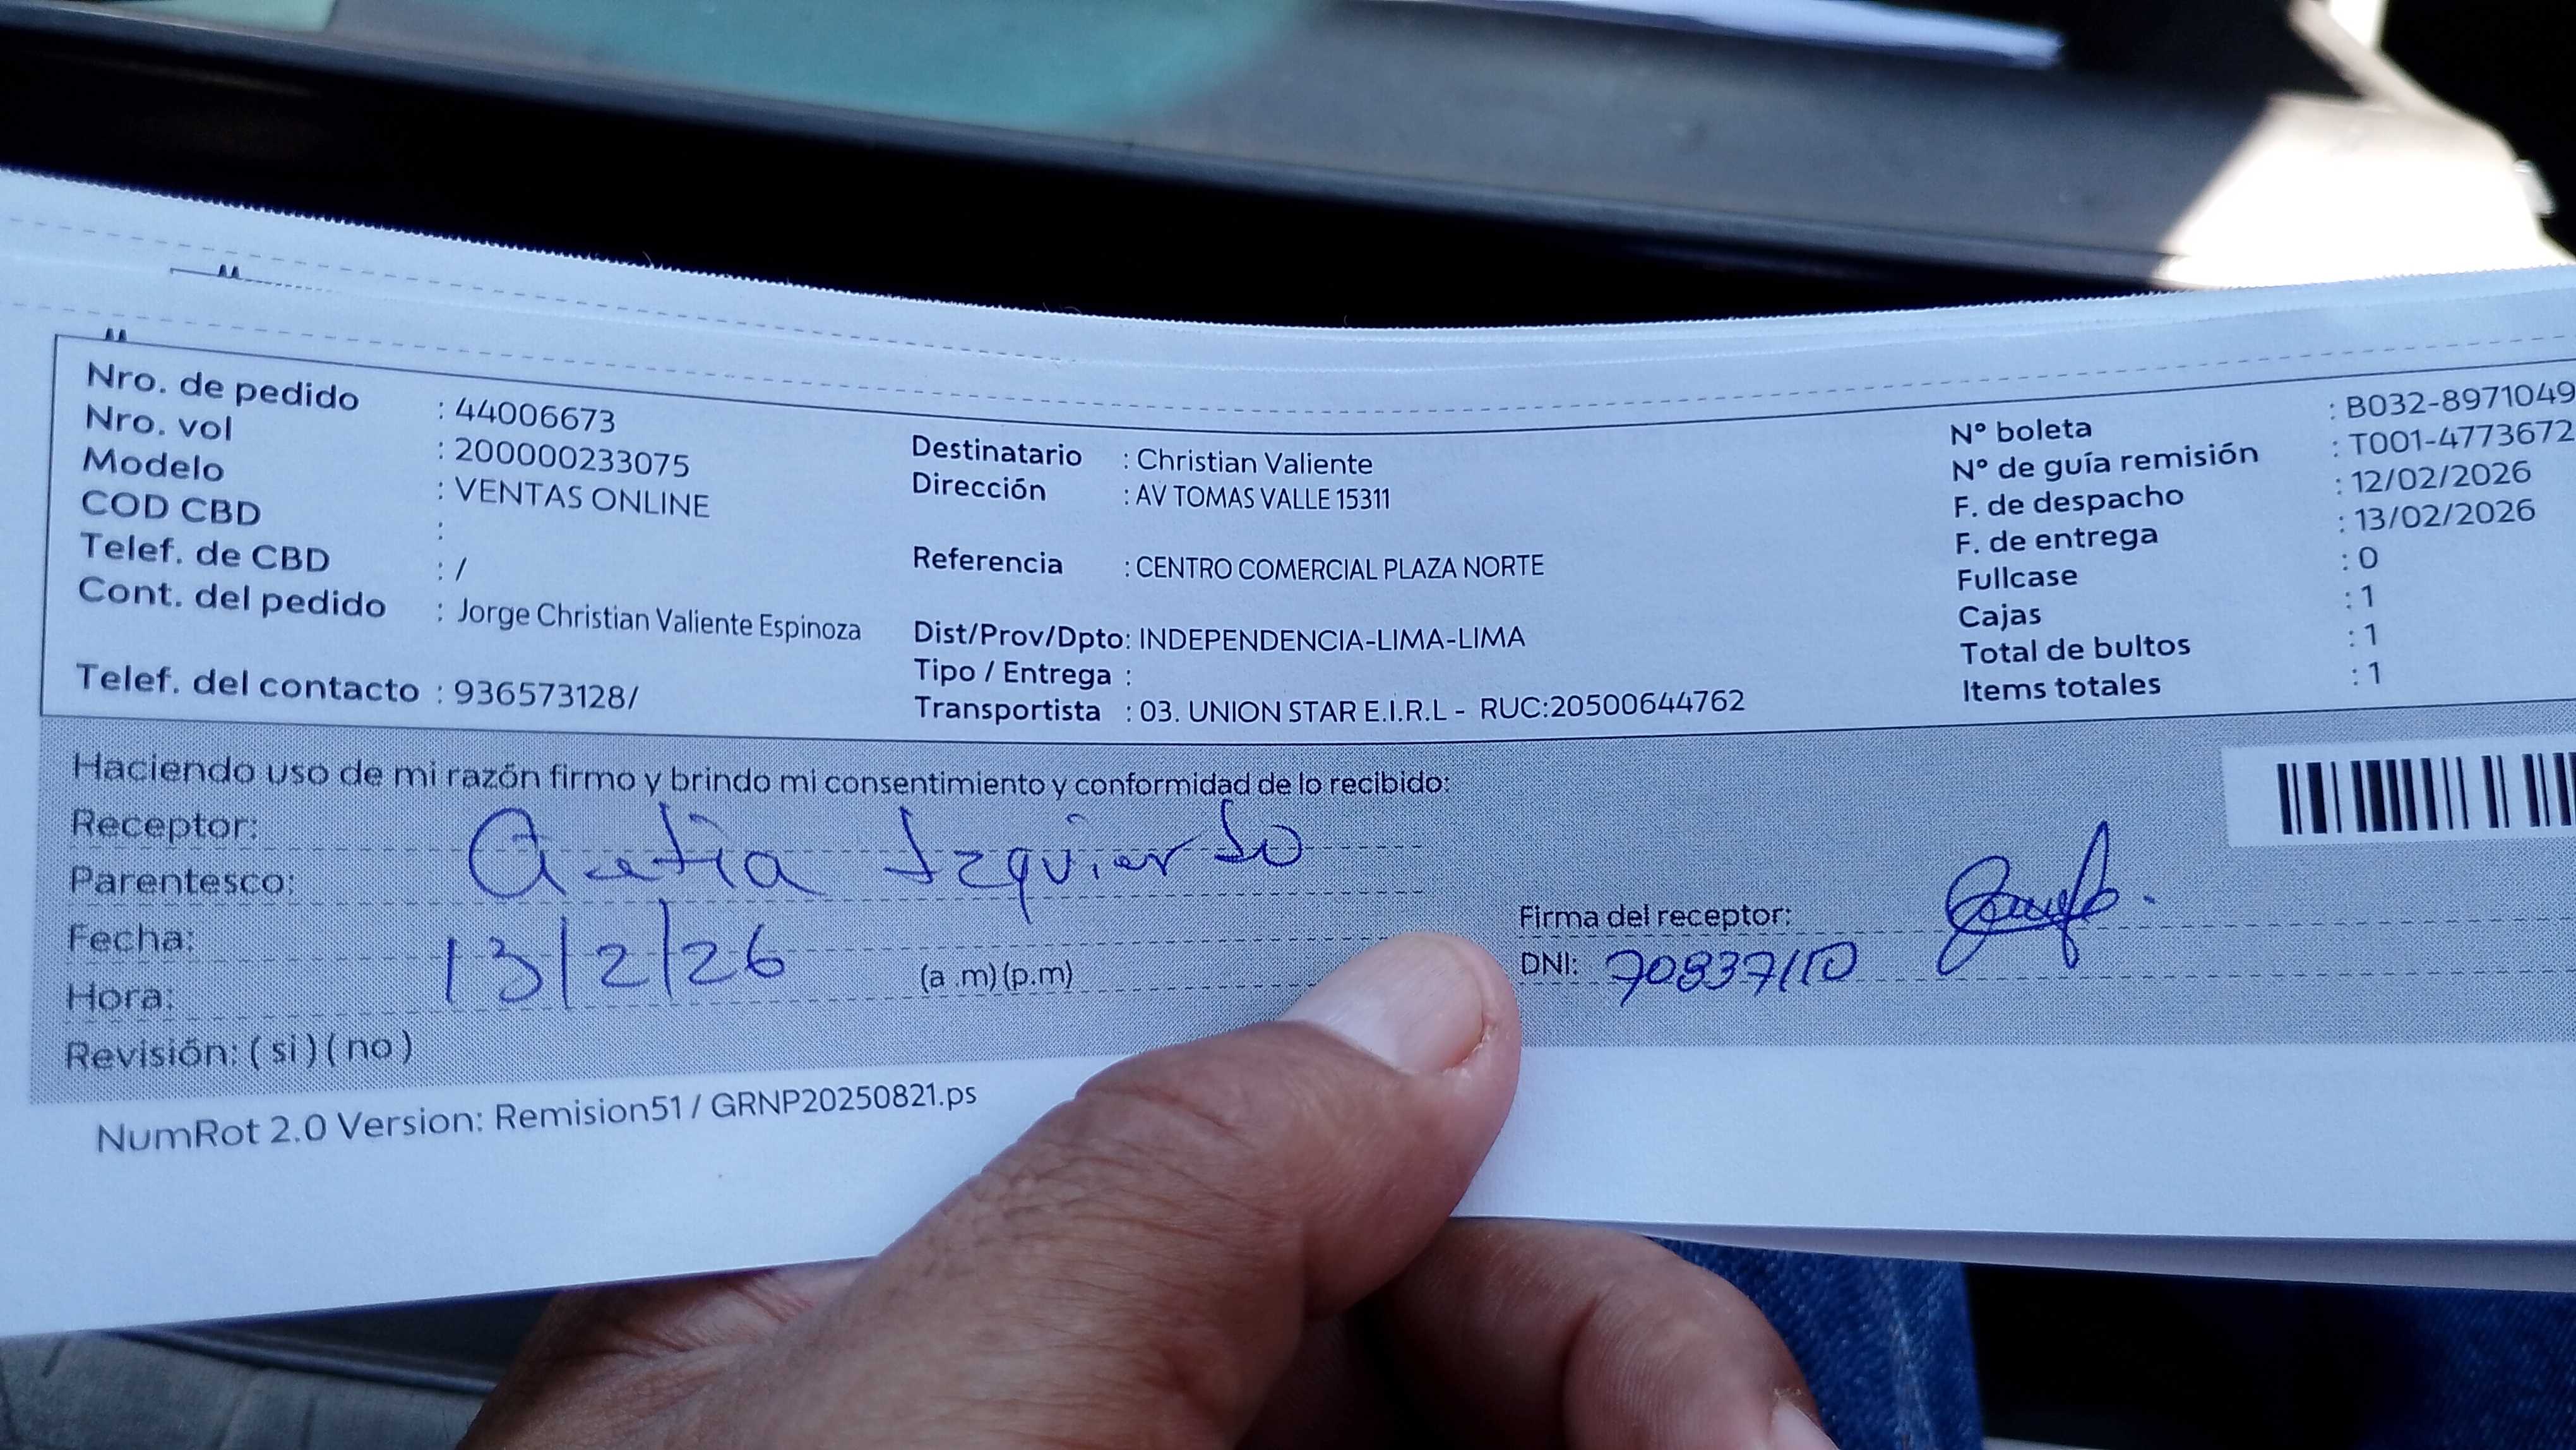 Nro. de pedido : 44006673
Nro. vol : 200000233075
Modelo : VENTAS ONLINE
COD CBD :
Telef. de CBD : /
Cont. del pedido : Jorge Christian Valiente Espinoza
Telef. del contacto : 936573128/
Destinatario : Christian Valiente
Dirección : AV TOMAS VALLE 15311
Referencia : CENTRO COMERCIAL PLAZA NORTE
Dist/Prov/Dpto: INDEPENDENCIA-LIMA-LIMA
Tipo / Entrega :
Transportista : 03. UNION STAR E.I.R.L - RUC:20500644762
N° boleta : B032-8971049
N° de guía remisión : T001-4773672
F. de despacho : 12/02/2026
F. de entrega : 13/02/2026
Fullcase : 0
Cajas : 1
Total de bultos : 1
Items totales : 1
Haciendo uso de mi razón firmo y brindo mi consentimiento y conformidad de lo recibido:
Receptor: Izquierdo
Parentesco:
Fecha: 13/2/26
Hora: (a .m) (p.m)
Revisión: ( si ) ( no )
Firma del receptor:
DNI: 70837110
NumRot 2.0 Version: Remision51 / GRNP20250821.ps